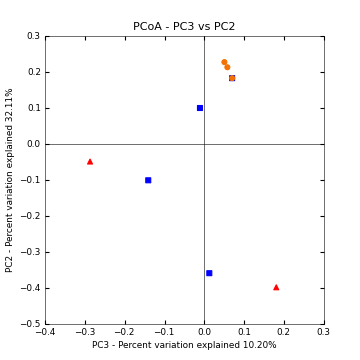 PCoA - PC3 vs PC2
0.3
0.2
0.1
0.0
−0.1
−0.2
−0.3
−0.4
−0.5
PC2 - Percent variation explained 32.11%
−0.4 −0.3 −0.2 −0.1 0.0 0.1 0.2 0.3
PC3 - Percent variation explained 10.20%